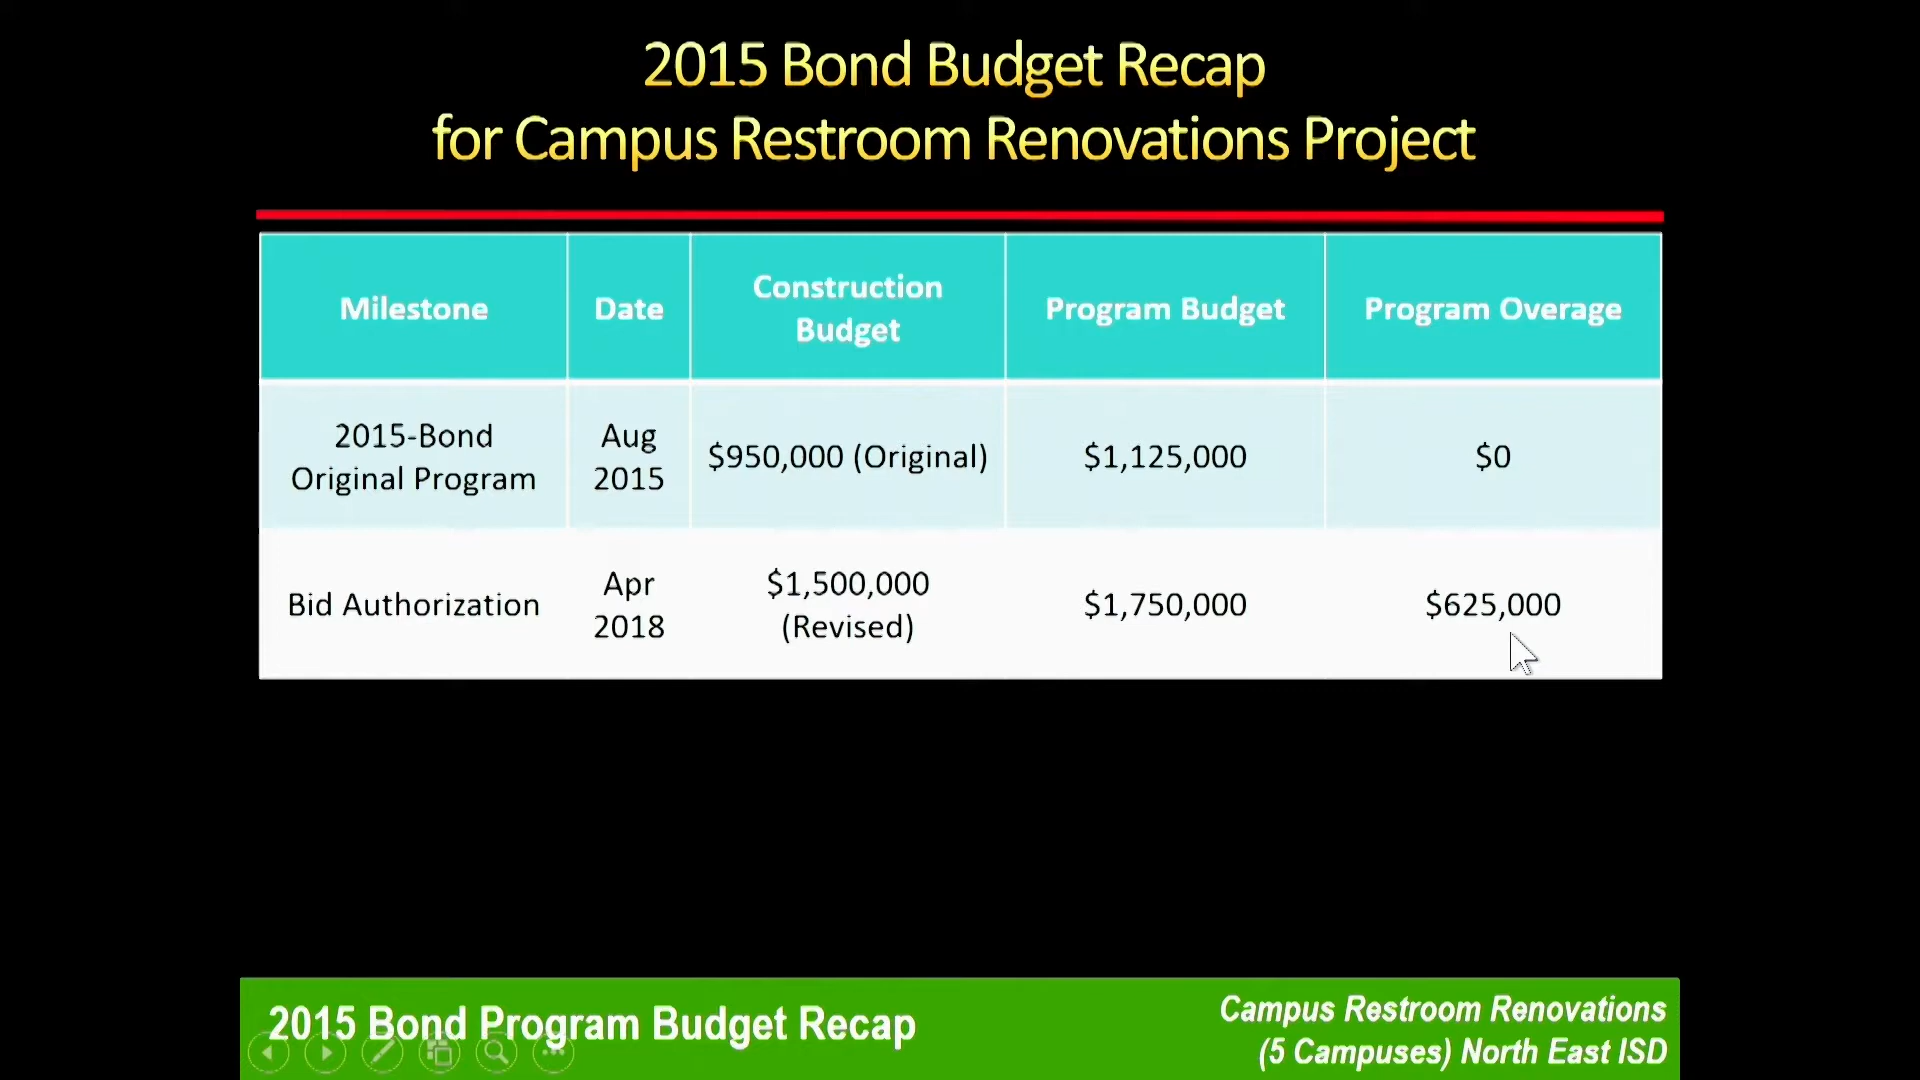 2015 Bond Budget Recap
for Campus Restroom Renovations Project
Milestone
Date
Construction
Budget
Program Budget
Program Overage
2015-Bond
Original Program
Aug
2015
$950,000 (Original)
$1,125,000
$0
Bid Authorization
Apr
2018
$1,500,000
(Revised)
$1,750,000
$625,000
2015 Bond Program Budget Recap
Campus Restroom Renovations
(5 Campuses) North East ISD